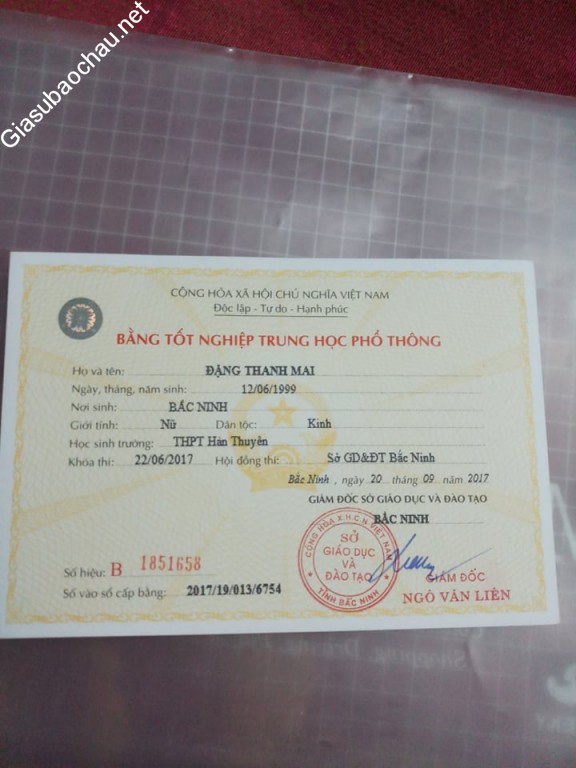 Giasubaochau.net
CỘNG HÒA XÃ HỘI CHỦ NGHĨA VIỆT NAM
Độc lập - Tự do - Hạnh phúc
BẰNG TỐT NGHIỆP TRUNG HỌC PHỔ THÔNG
Họ và tên: ĐẶNG THANH MAI
Ngày, tháng, năm sinh: 12/06/1999
Nơi sinh: BẮC NINH
Giới tính: Nữ Dân tộc: Kinh
Học sinh trường: THPT Hàn Thuyên
Khóa thi: 22/06/2017 Hội đồng thi: Sở GD&ĐT Bắc Ninh
Bắc Ninh, ngày 20 tháng 09 năm 2017
GIÁM ĐỐC SỞ GIÁO DỤC VÀ ĐÀO TẠO
BẮC NINH
CỘNG HÒA X.H.C.N VIỆT NAM
SỞ
GIÁO DỤC
VÀ
ĐÀO TẠO
TỈNH BẮC NINH
GIÁM ĐỐC
NGÔ VĂN LIÊN
Số hiệu: B 1851658
Số vào sổ cấp bằng: 2017/19/013/6754